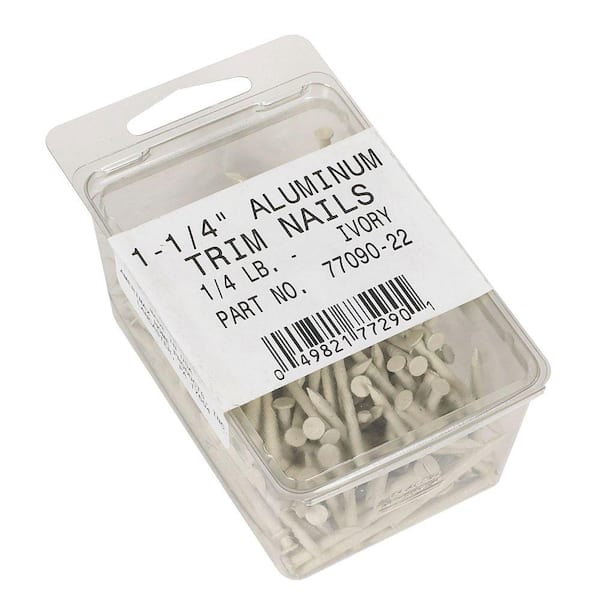 1-1/4" ALUMINUM
TRIM NAILS
1/4 LB. - IVORY
PART NO. 77090-22
0 49821 77290 1